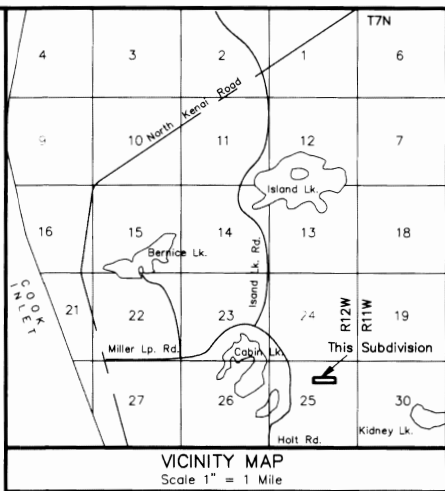 T7N
4 3 2 1 6
North Kenai Road
9 10 11 12 7
Island Lk.
16 15 14 13 18
Bernice Lk.
Isand Lk. Rd.
COOK INLET
21 22 23 24 19
R12W R11W
This Subdivision
Miller Lp. Rd.
Cabin Lk.
27 26 25 30
Kidney Lk.
Holt Rd.
VICINITY MAP
Scale 1" = 1 Mile